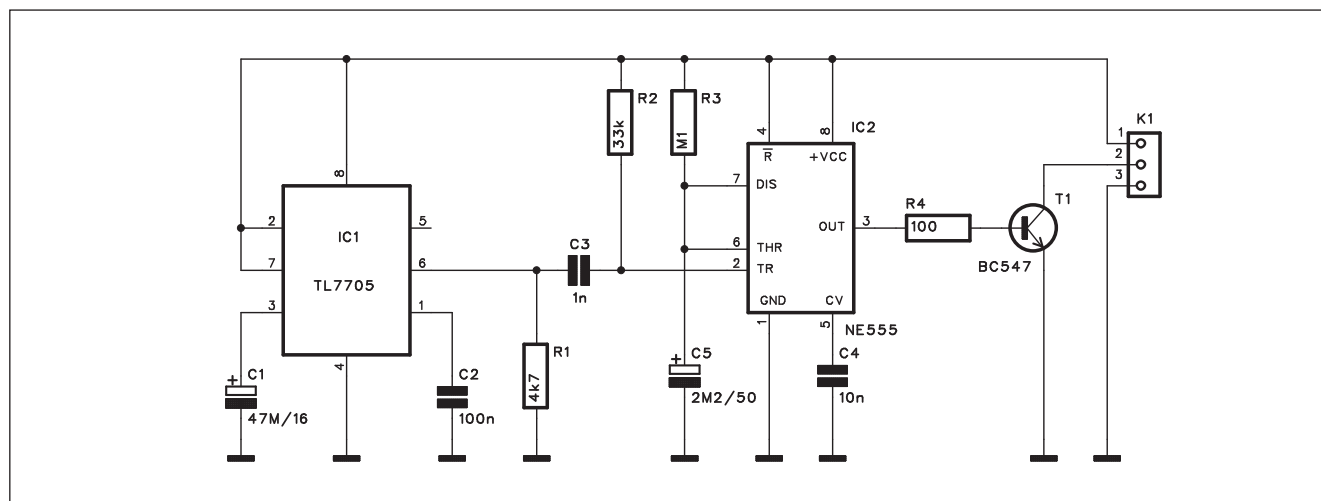 R2
33k
R3
M1
K1
1
2
3
4
8
IC2
R̅
+VCC
7
DIS
8
2
5
IC1
7
6
TL7705
3
1
4
C3
1n
6
THR
2
TR
OUT
3
GND
CV
1
5
NE555
R4
100
T1
BC547
C1
+
47M/16
C2
100n
R1
4k7
C5
+
2M2/50
C4
10n